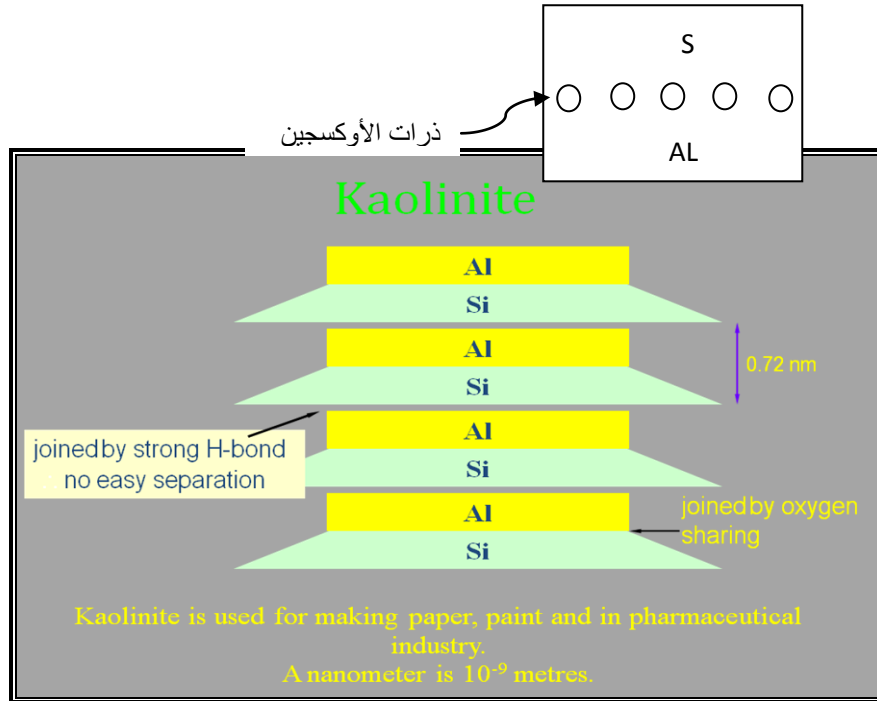 S
ذرات الأوكسجين
AL
Kaolinite
Al
Si
Al
0.72 nm
Si
joined by strong H-bond
no easy separation
Al
Si
Al
joined by oxygen
sharing
Si
Kaolinite is used for making paper, paint and in pharmaceutical
industry.
A nanometer is 10⁻⁹ metres.